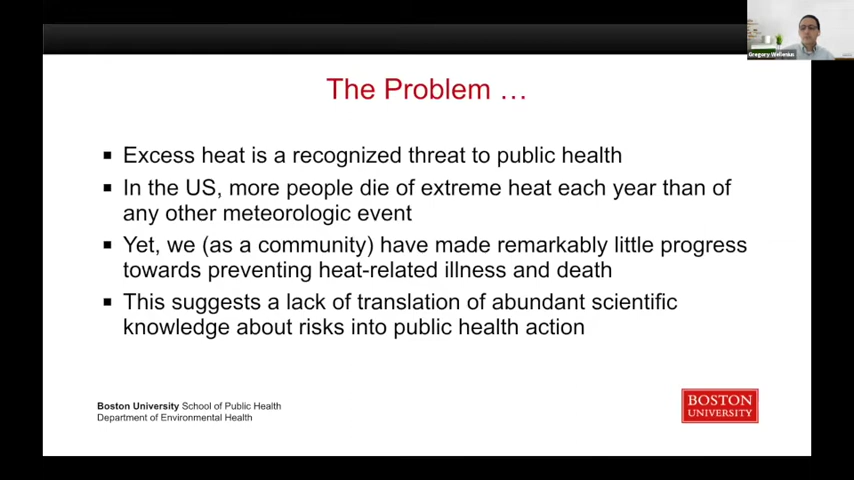 Gregory Wellenius
The Problem …
▪ Excess heat is a recognized threat to public health
▪ In the US, more people die of extreme heat each year than of
any other meteorologic event
▪ Yet, we (as a community) have made remarkably little progress
towards preventing heat-related illness and death
▪ This suggests a lack of translation of abundant scientific
knowledge about risks into public health action
Boston University School of Public Health
Department of Environmental Health
BOSTON
UNIVERSITY